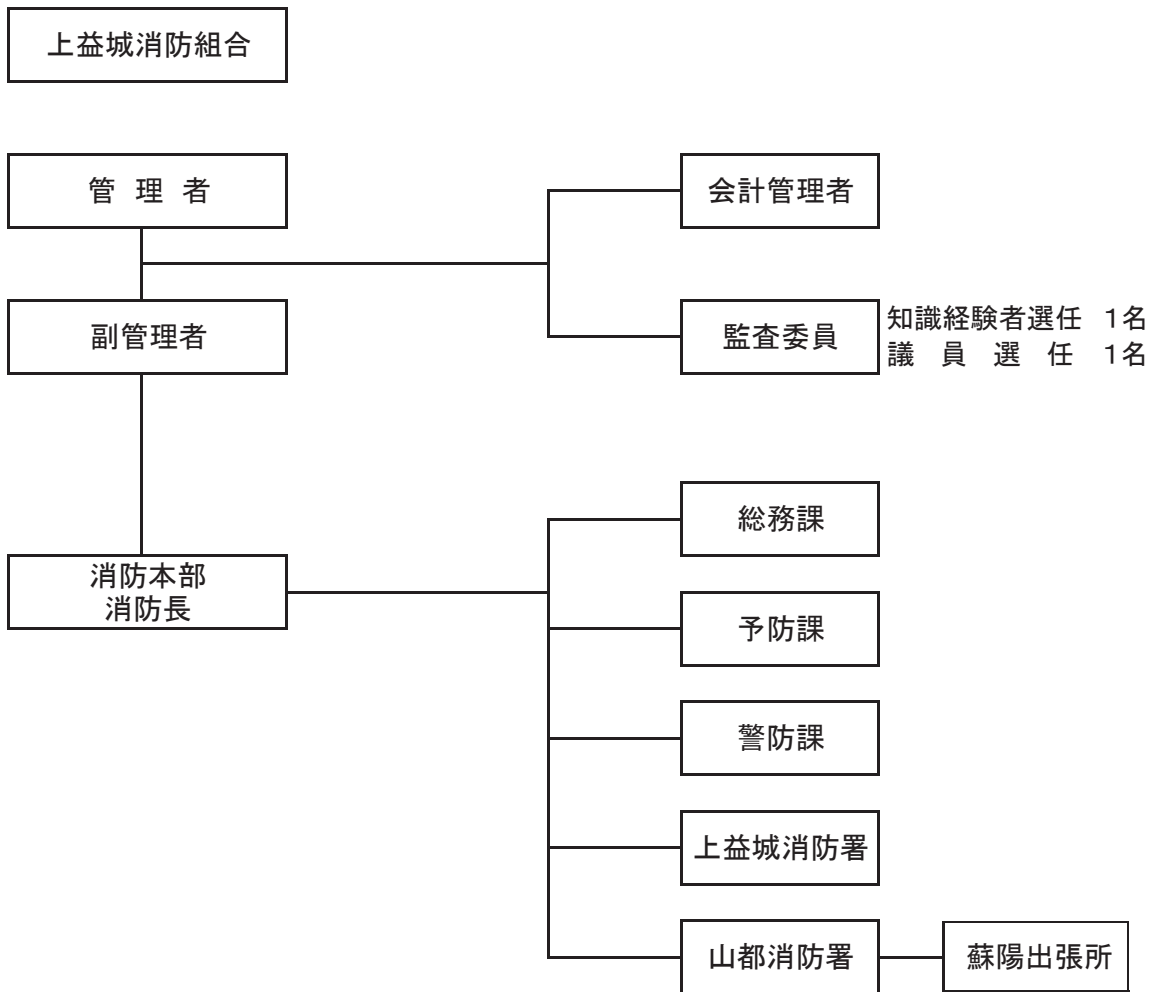 上益城消防組合
管 理 者
会計管理者
副管理者
監査委員
知識経験者選任 1名
議 員 選 任 1名
総務課
消防本部
消防長
予防課
警防課
上益城消防署
山都消防署
蘇陽出張所